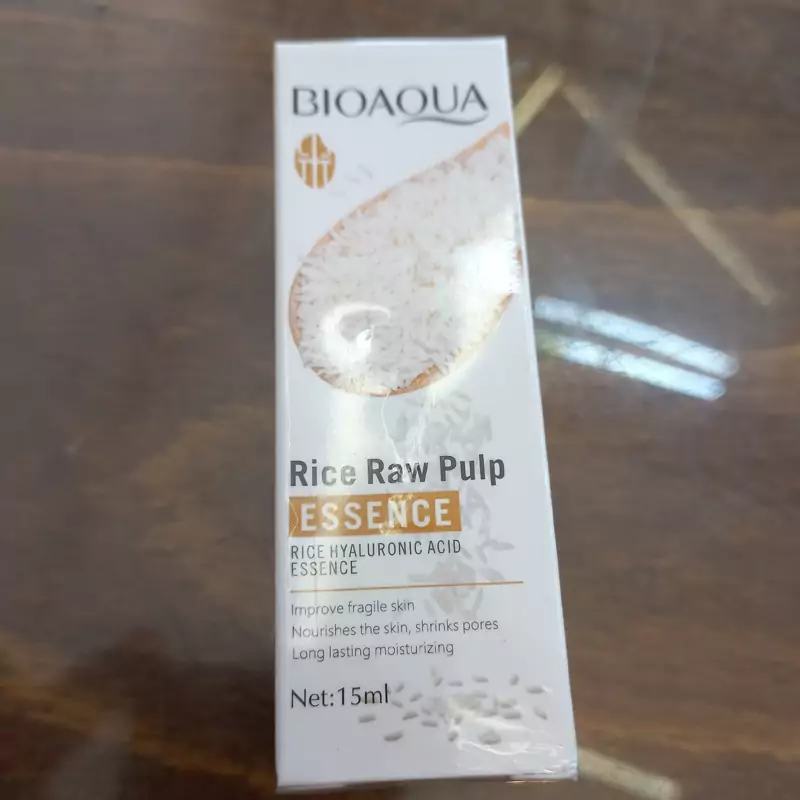 BIOAQUA
Rice Raw Pulp
ESSENCE
RICE HYALURONIC ACID
ESSENCE
Improve fragile skin
Nourishes the skin, shrinks pores
Long lasting moisturizing
Net:15ml